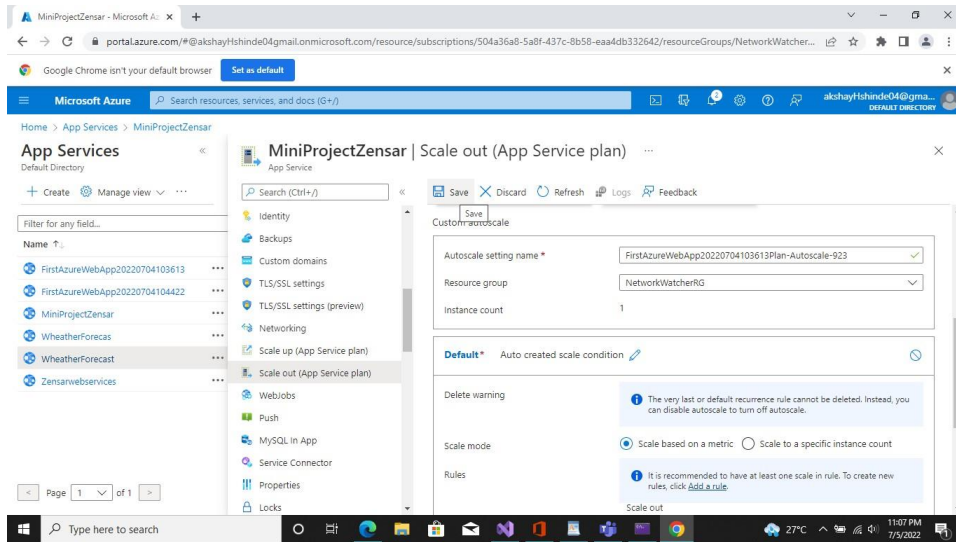 MiniProjectZensar - Microsoft Az
portal.azure.com/#@akshayHshinde04gmail.onmicrosoft.com/resource/subscriptions/504a36a8-5a8f-437c-8b58-eaa4db332642/resourceGroups/NetworkWatcher...
Google Chrome isn't your default browser Set as default
Microsoft Azure Search resources, services, and docs (G+/) 2 akshayHshinde04@gma...
DEFAULT DIRECTORY
Home > App Services > MiniProjectZensar
App Services
Default Directory
+ Create Manage view ...
Filter for any field...
Name ↑
FirstAzureWebApp20220704103613 ...
FirstAzureWebApp20220704104422 ...
MiniProjectZensar ...
WheatherForecas ...
WheatherForecast ...
Zensarwebservices ...
< Page 1 of 1 >
MiniProjectZensar | Scale out (App Service plan) ...
App Service
Search (Ctrl+/)
Identity
Backups
Custom domains
TLS/SSL settings
TLS/SSL settings (preview)
Networking
Scale up (App Service plan)
Scale out (App Service plan)
WebJobs
Push
MySQL In App
Service Connector
Properties
Locks
Save Discard Refresh Logs Feedback
Save
Custom autoscale
Autoscale setting name * FirstAzureWebApp20220704103613Plan-Autoscale-923
Resource group NetworkWatcherRG
Instance count 1
Default* Auto created scale condition
Delete warning The very last or default recurrence rule cannot be deleted. Instead, you
can disable autoscale to turn off autoscale.
Scale mode Scale based on a metric Scale to a specific instance count
Rules It is recommended to have at least one scale in rule. To create new
rules, click Add a rule.
Scale out
Type here to search 27°C 11:07 PM
7/5/2022